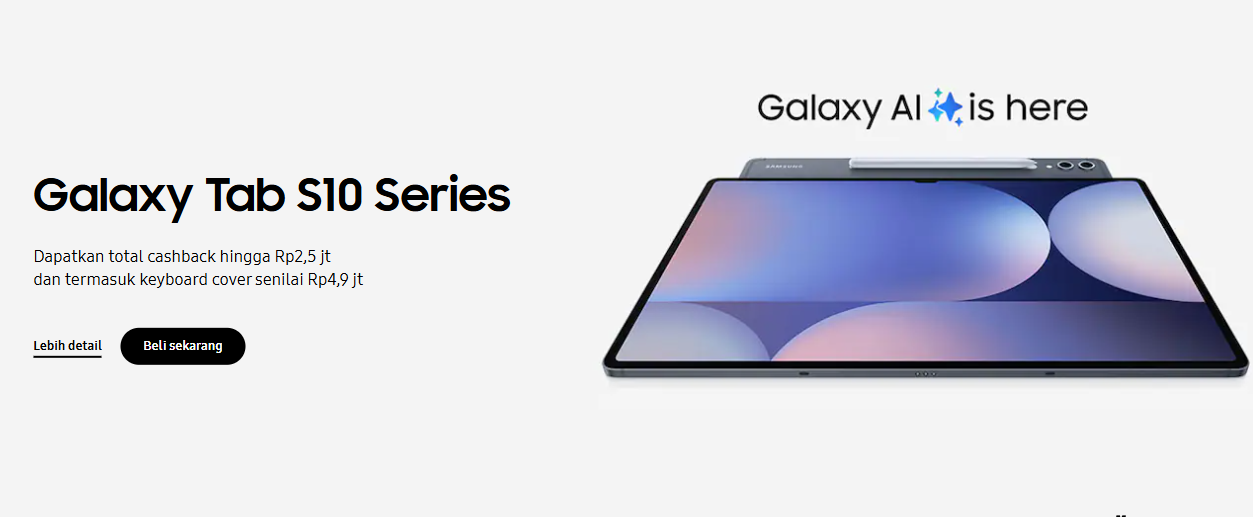 Galaxy AI is here
SAMSUNG
Galaxy Tab S10 Series
Dapatkan total cashback hingga Rp2,5 jt
dan termasuk keyboard cover senilai Rp4,9 jt
Lebih detail
Beli sekarang